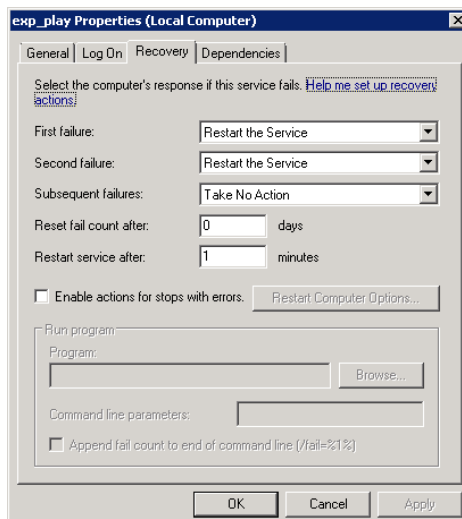 exp_play Properties (Local Computer)
General Log On Recovery Dependencies
Select the computer's response if this service fails. Help me set up recovery
actions.
First failure: Restart the Service
Second failure: Restart the Service
Subsequent failures: Take No Action
Reset fail count after: 0 days
Restart service after: 1 minutes
Enable actions for stops with errors. Restart Computer Options...
Run program
Program:
Browse...
Command line parameters:
Append fail count to end of command line (/fail=%1%)
OK Cancel Apply